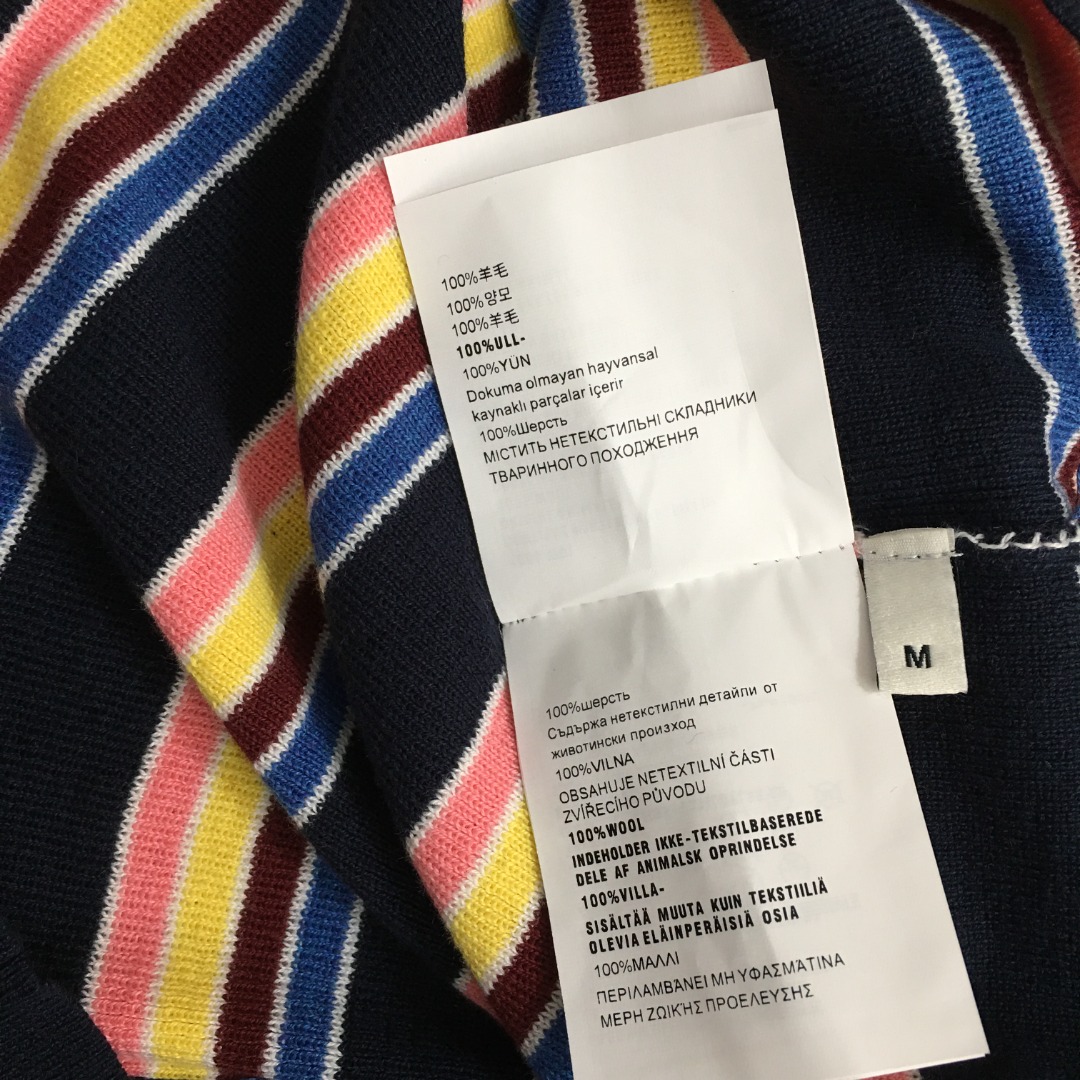 100%羊毛
100%양모
100%羊毛
100%ULL-
100%YÜN
Dokuma olmayan hayvansal
kaynaklı parçalar içerir
100%Шерсть
МІСТИТЬ НЕТЕКСТИЛЬНІ СКЛАДНИКИ
ТВАРИННОГО ПОХОДЖЕННЯ
M
100%шерсть
Съдържа нетекстилни детайли от
животински произход
100%VILNA
OBSAHUJE NETEXTILNÍ ČÁSTI
ZVÍŘECÍHO PŮVODU
100%WOOL
INDEHOLDER IKKE-TEKSTILBASEREDE
DELE AF ANIMALSK OPRINDELSE
100%VILLA-
SISÄLTÄÄ MUUTA KUIN TEKSTIILIÄ
OLEVIA ELÄINPERÄISIÄ OSIA
100%ΜΑΛΛΙ
ΠΕΡΙΛΑΜΒΆΝΕΙ ΜΗ ΥΦΑΣΜΆΤΙΝΑ
ΜΕΡΗ ΖΩΙΚΉΣ ΠΡΟΕΛΕΥΣΗΣ